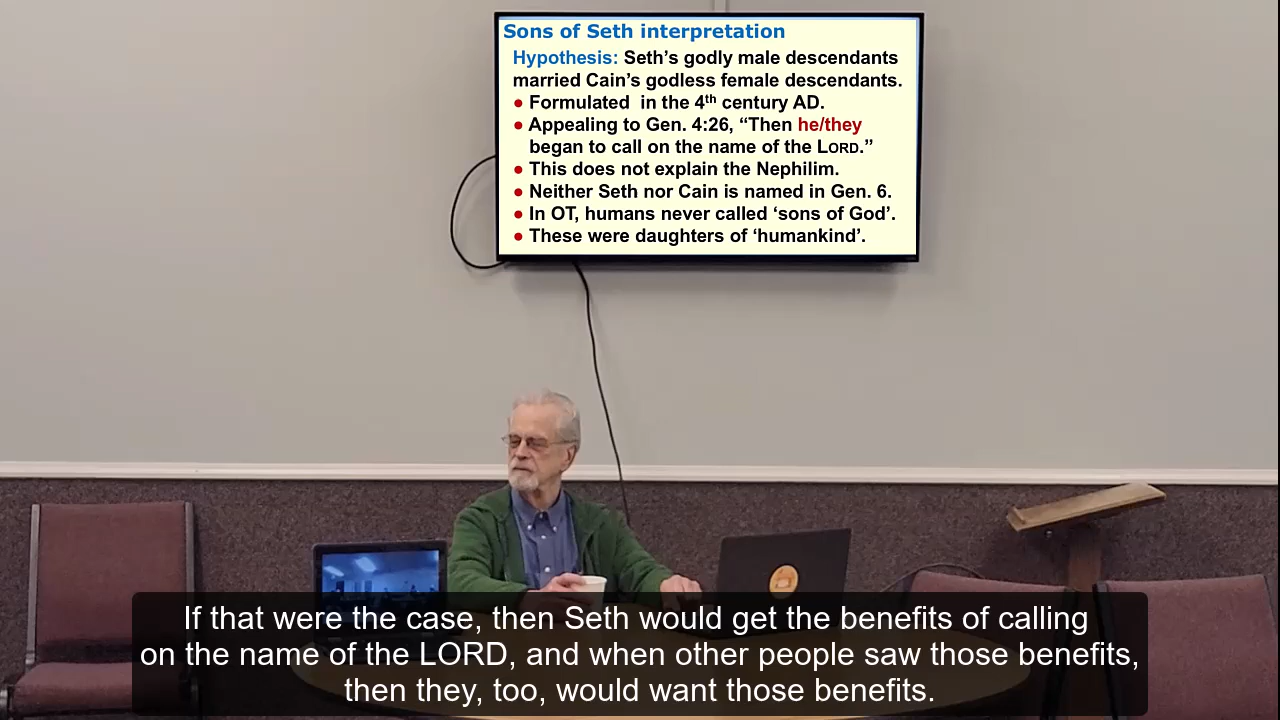 Sons of Seth interpretation
Hypothesis: Seth's godly male descendants
married Cain's godless female descendants.
● Formulated in the 4th century AD.
● Appealing to Gen. 4:26, “Then he/they
began to call on the name of the LORD.”
● This does not explain the Nephilim.
● Neither Seth nor Cain is named in Gen. 6.
● In OT, humans never called ‘sons of God’.
● These were daughters of ‘humankind’.
If that were the case, then Seth would get the benefits of calling
on the name of the LORD, and when other people saw those benefits,
then they, too, would want those benefits.